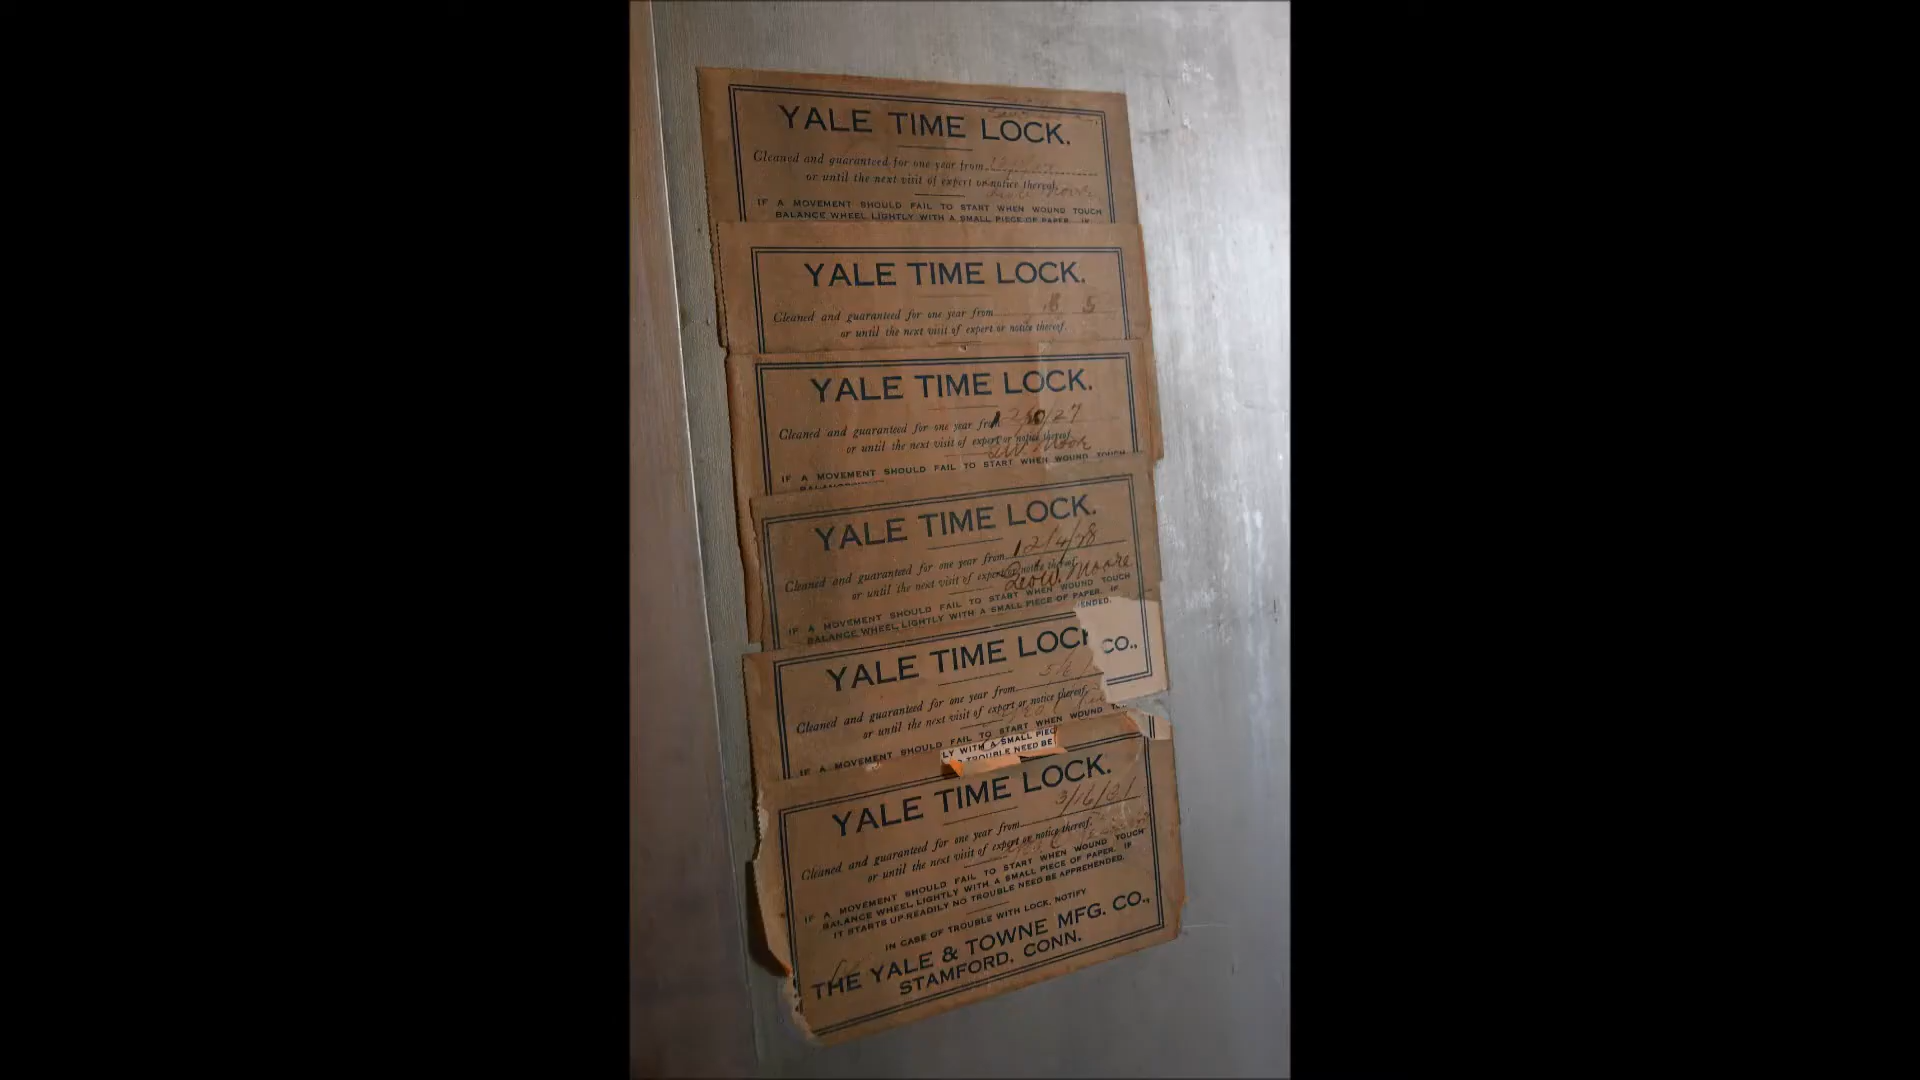 YALE TIME LOCK.
Cleaned and guaranteed for one year from
or until the next visit of expert or notice thereof.
IF A MOVEMENT SHOULD FAIL TO START WHEN WOUND TOUCH
BALANCE WHEEL LIGHTLY WITH A SMALL PIECE OF PAPER. IF
YALE TIME LOCK.
Cleaned and guaranteed for one year from
or until the next visit of expert or notice thereof.
YALE TIME LOCK.
Cleaned and guaranteed for one year from
or until the next visit of expert or notice thereof.
Moore
IF A MOVEMENT SHOULD FAIL TO START WHEN WOUND TOUCH
YALE TIME LOCK.
Cleaned and guaranteed for one year from 12/4/28
or until the next visit of expert or notice thereof.
Geo W. Moore
IF A MOVEMENT SHOULD FAIL TO START WHEN WOUND TOUCH
BALANCE WHEEL LIGHTLY WITH A SMALL PIECE OF PAPER. IF
ENDED.
CO.,
YALE TIME LOCK
Cleaned and guaranteed for one year from
or until the next visit of expert or notice thereof.
IF A MOVEMENT SHOULD FAIL TO START WHEN WOUND
LY WITH A SMALL PIEC
TROUBLE NEED BE
YALE TIME LOCK.
Cleaned and guaranteed for one year from 3/16/31
or until the next visit of expert or notice thereof.
IF A MOVEMENT SHOULD FAIL TO START WHEN WOUND TOUCH
BALANCE WHEEL LIGHTLY WITH A SMALL PIECE OF PAPER. IF
IT STARTS UP READILY NO TROUBLE NEED BE APPREHENDED.
IN CASE OF TROUBLE WITH LOCK, NOTIFY
THE YALE & TOWNE MFG. CO.,
STAMFORD, CONN.